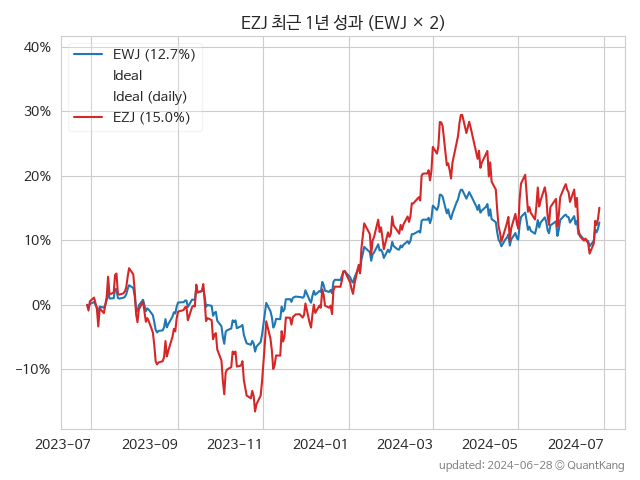 EZJ 최근 1년 성과 (EWJ × 2)
EWJ (12.7%)
Ideal
Ideal (daily)
EZJ (15.0%)
40%
30%
20%
10%
0%
−10%
2023-07 2023-09 2023-11 2024-01 2024-03 2024-05 2024-07
updated: 2024-06-28 © QuantKang